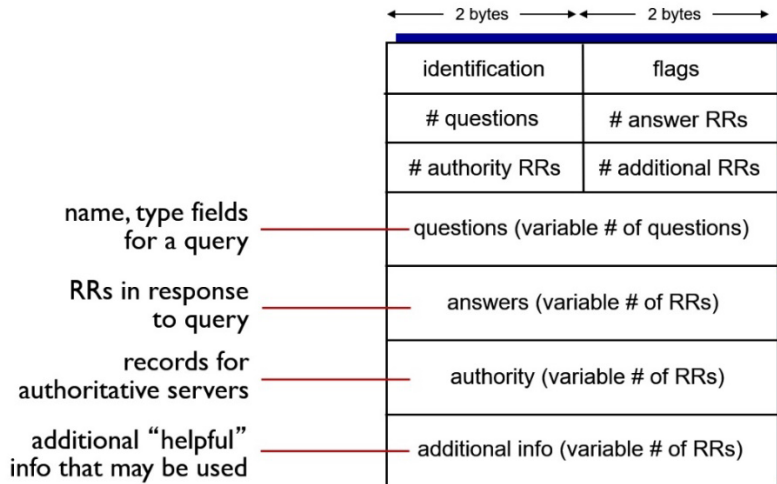 2 bytes 2 bytes
identification flags
# questions # answer RRs
# authority RRs # additional RRs
name, type fields
for a query
questions (variable # of questions)
RRs in response
to query
answers (variable # of RRs)
records for
authoritative servers
authority (variable # of RRs)
additional “helpful”
info that may be used
additional info (variable # of RRs)